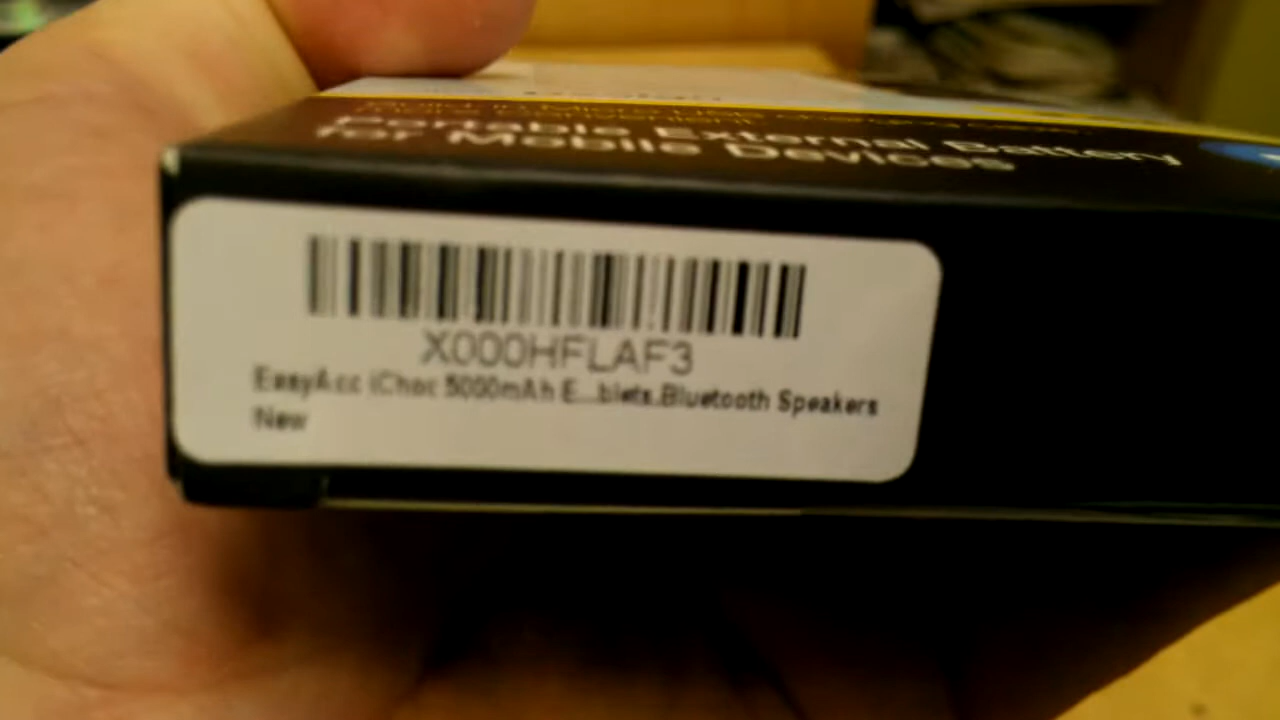 Portable External Battery
for Mobile Devices
X000HFLAF3
EasyAcc iChoc 5000mAh E...blets,Bluetooth Speakers
New